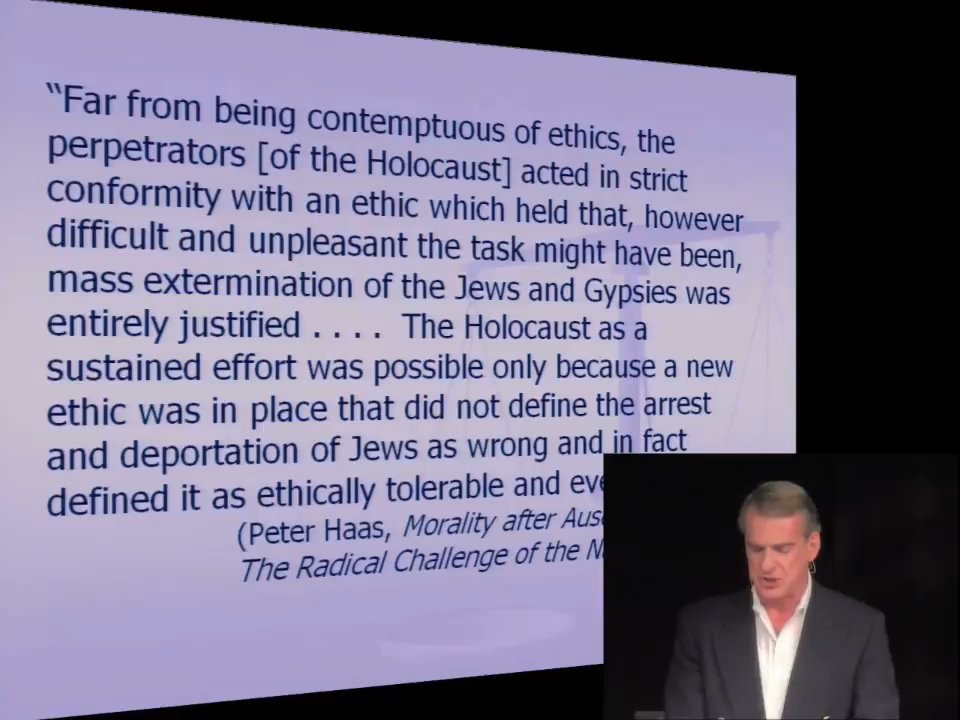 “Far from being contemptuous of ethics, the
perpetrators [of the Holocaust] acted in strict
conformity with an ethic which held that, however
difficult and unpleasant the task might have been,
mass extermination of the Jews and Gypsies was
entirely justified . . . . The Holocaust as a
sustained effort was possible only because a new
ethic was in place that did not define the arrest
and deportation of Jews as wrong and in fact
defined it as ethically tolerable and
(Peter Haas, Morality after
The Radical Challenge of the